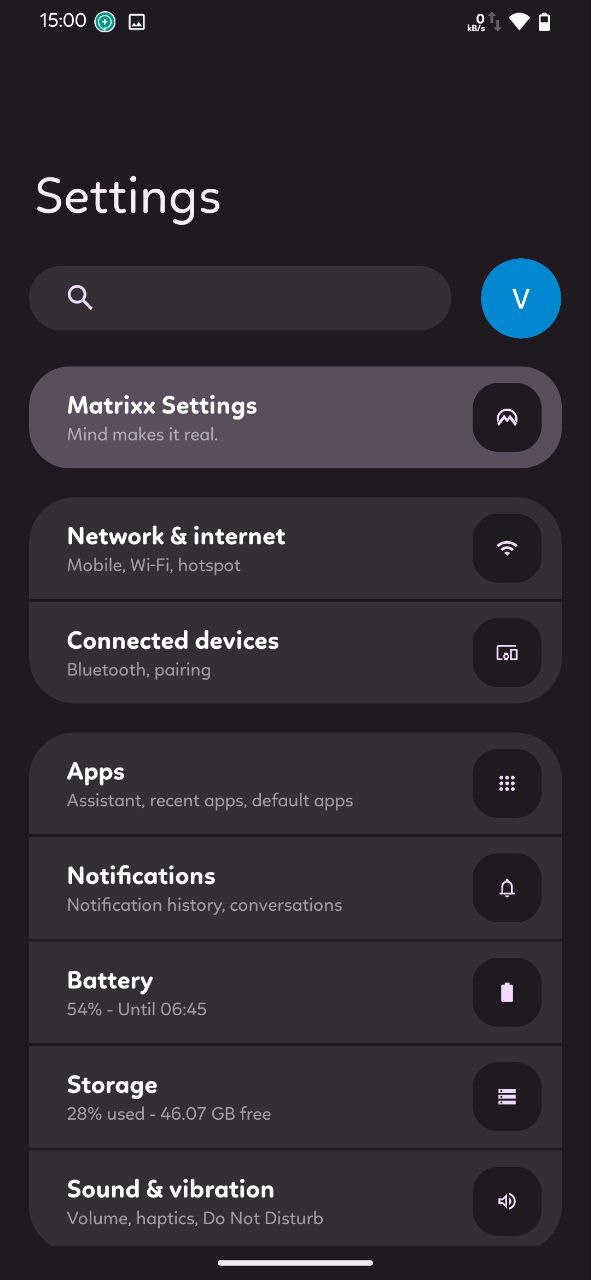 15:00
0
kB/s
Settings
V
Matrixx Settings
Mind makes it real.
Network & internet
Mobile, Wi-Fi, hotspot
Connected devices
Bluetooth, pairing
Apps
Assistant, recent apps, default apps
Notifications
Notification history, conversations
Battery
54% - Until 06:45
Storage
28% used - 46.07 GB free
Sound & vibration
Volume, haptics, Do Not Disturb